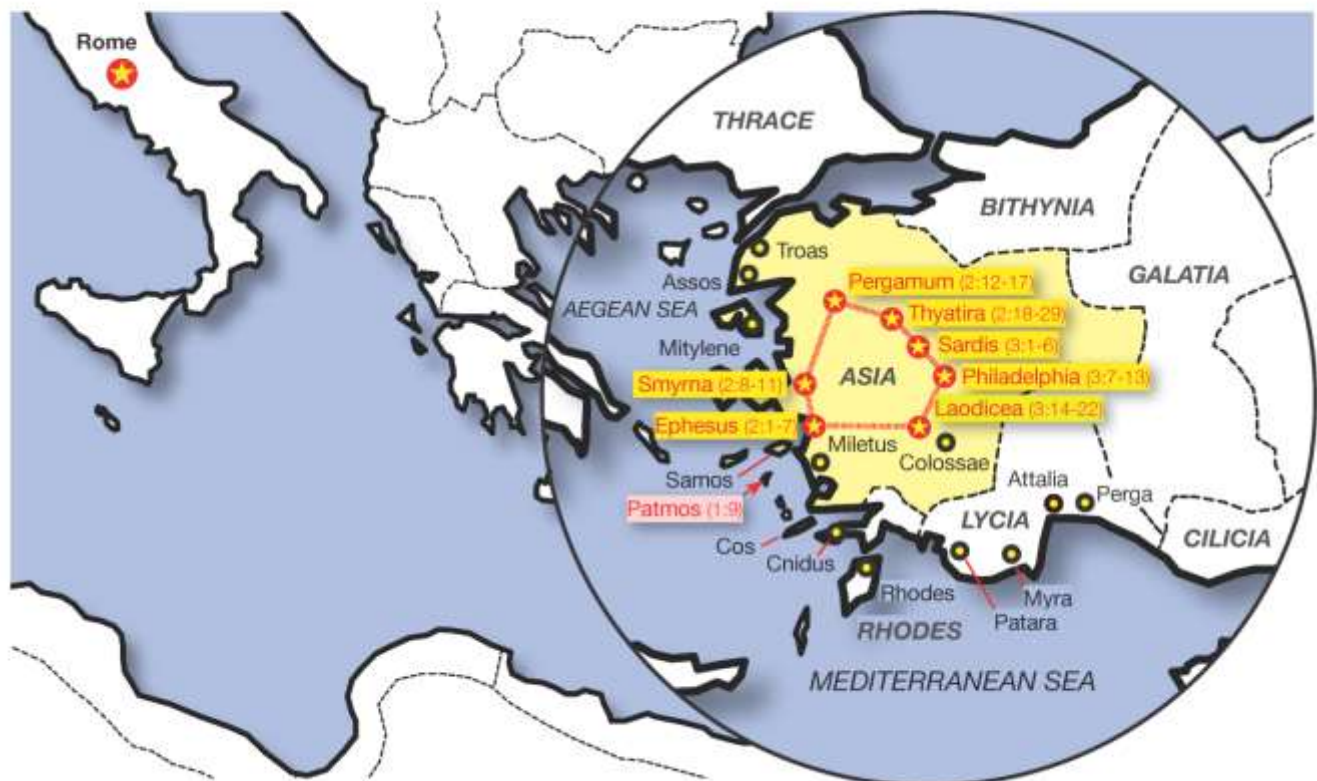 Rome
THRACE
BITHYNIA
GALATIA
Troas
Assos
AEGEAN SEA
Pergamum (2:12-17)
Thyatira (2:18-29)
Mitylene
Sardis (3:1-6)
Smyrna (2:8-11)
ASIA
Philadelphia (3:7-13)
Ephesus (2:1-7)
Laodicea (3:14-22)
Miletus
Colossae
Samos
Patmos (1:9)
Attalia
Perga
LYCIA
CILICIA
Cos
Cnidus
Rhodes
Myra
Patara
RHODES
MEDITERRANEAN SEA